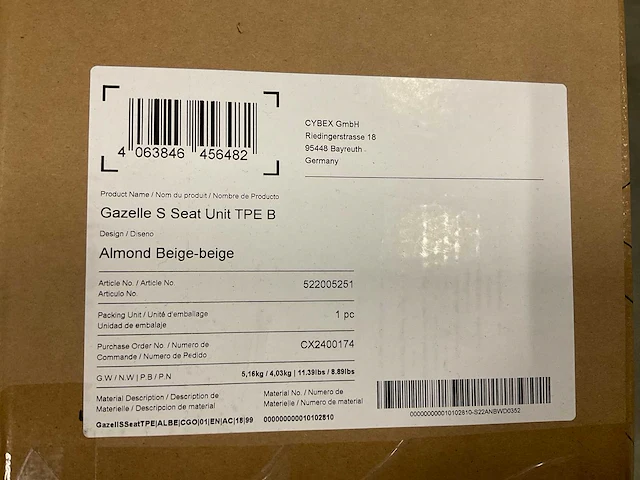 4 063846 456482
CYBEX GmbH
Riedingerstrasse 18
95448 Bayreuth
Germany
Product Name / Nom du produit / Nombre de Producto
Gazelle S Seat Unit TPE B
Design / Diseno
Almond Beige-beige
Article No. / Article No.
Articulo No.
522005251
Packing Unit / Unité d'emballage
Unidad de embalaje
1 pc
Purchase Order No. / Numero de
Commande / Numero de Pedido
CX2400174
G.W / N.W | P.B / P.N
5,16kg / 4,03kg | 11.39lbs / 8.89lbs
Material Description / Description de
Materielle / Descripcion de material
Material No. / Numero de
Materielle / Numero de material
GazellSSeatTPE|ALBE|CGO|01|EN|AC|18|99
000000000010102810
000000000010102810-S22ANBWD0352